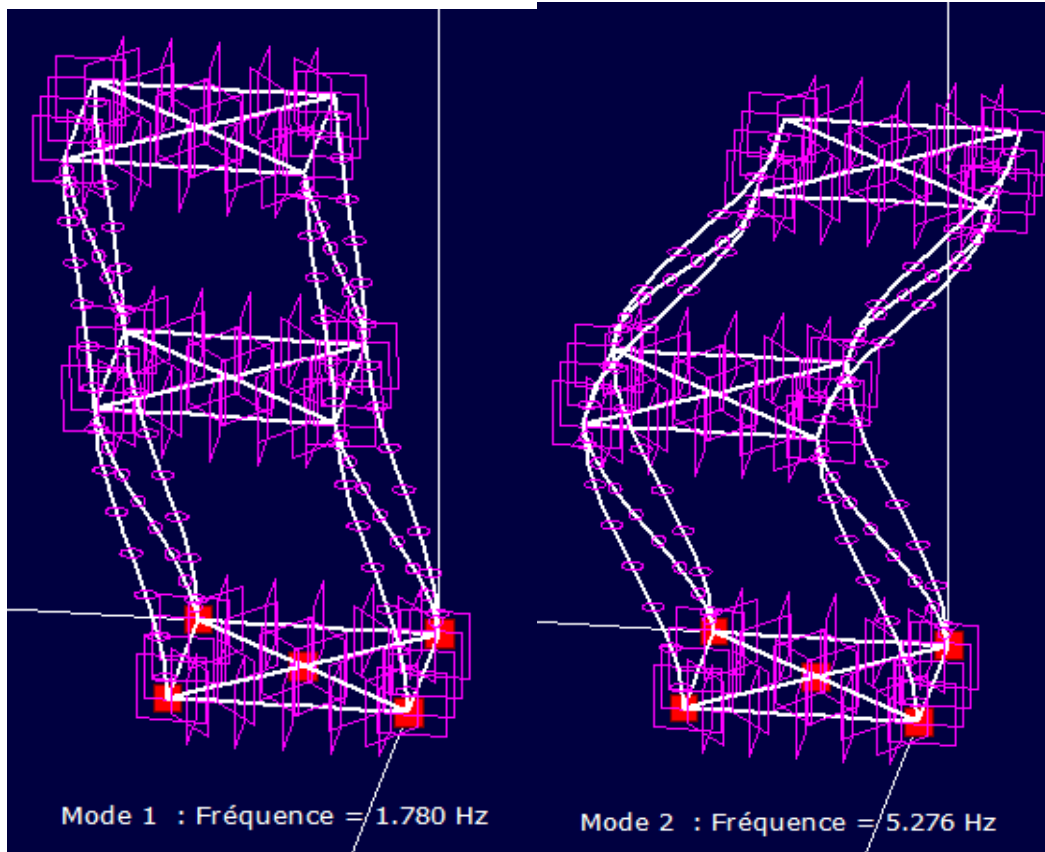 Mode 1 : Fréquence = 1.780 Hz
Mode 2 : Fréquence = 5.276 Hz